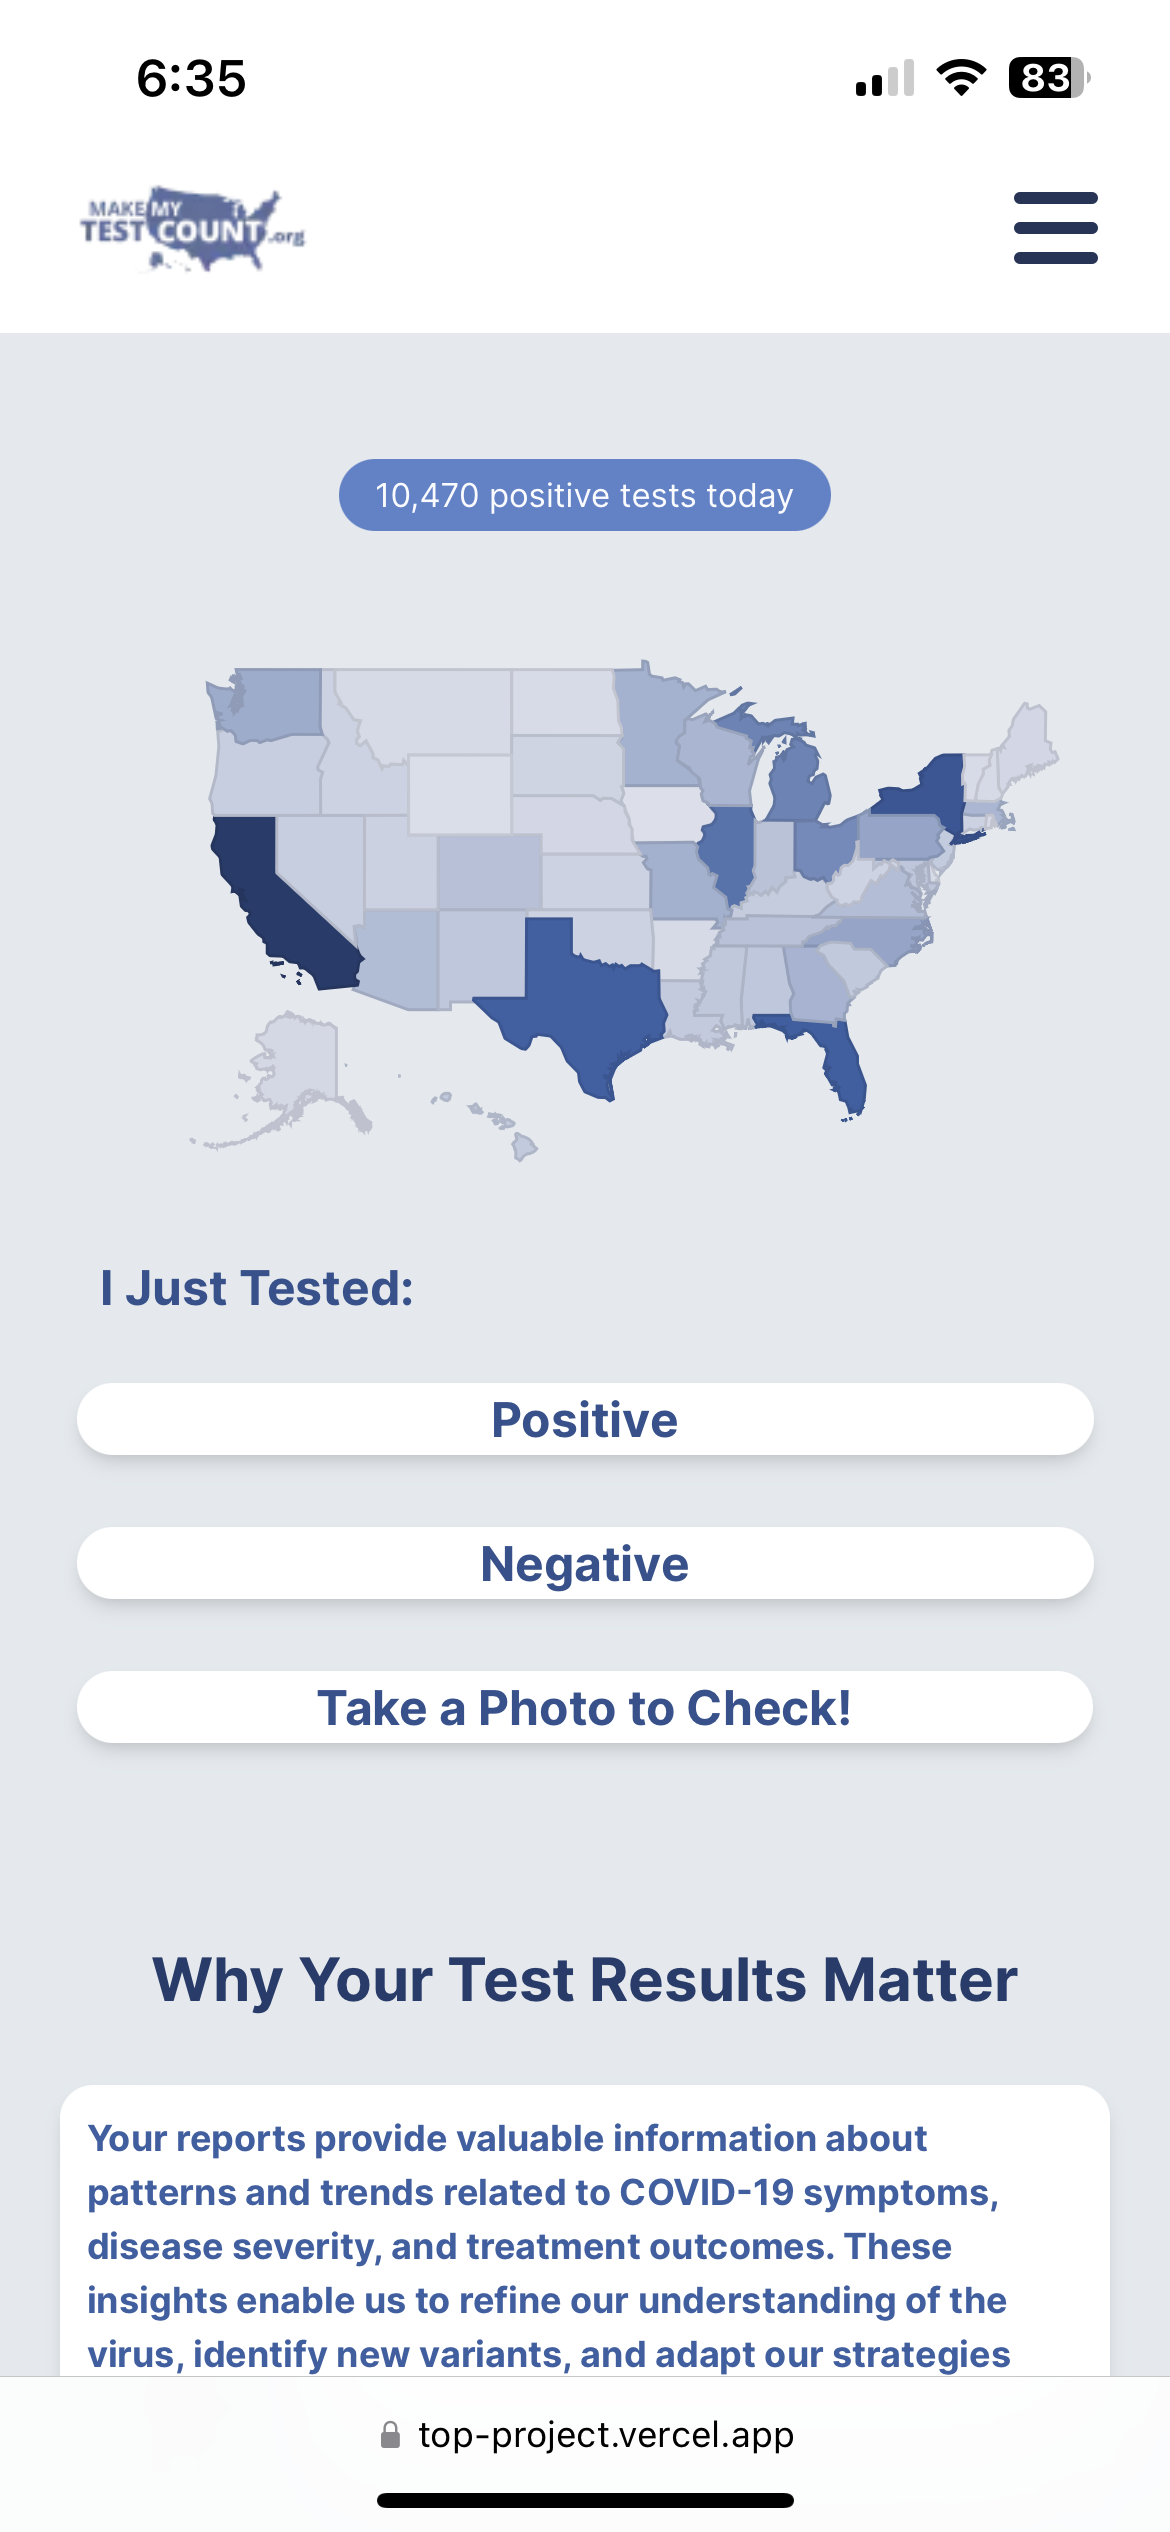 6:35
83
MAKE MY
TEST COUNT.org
10,470 positive tests today
I Just Tested:
Positive
Negative
Take a Photo to Check!
Why Your Test Results Matter
Your reports provide valuable information about
patterns and trends related to COVID-19 symptoms,
disease severity, and treatment outcomes. These
insights enable us to refine our understanding of the
virus, identify new variants, and adapt our strategies
top-project.vercel.app